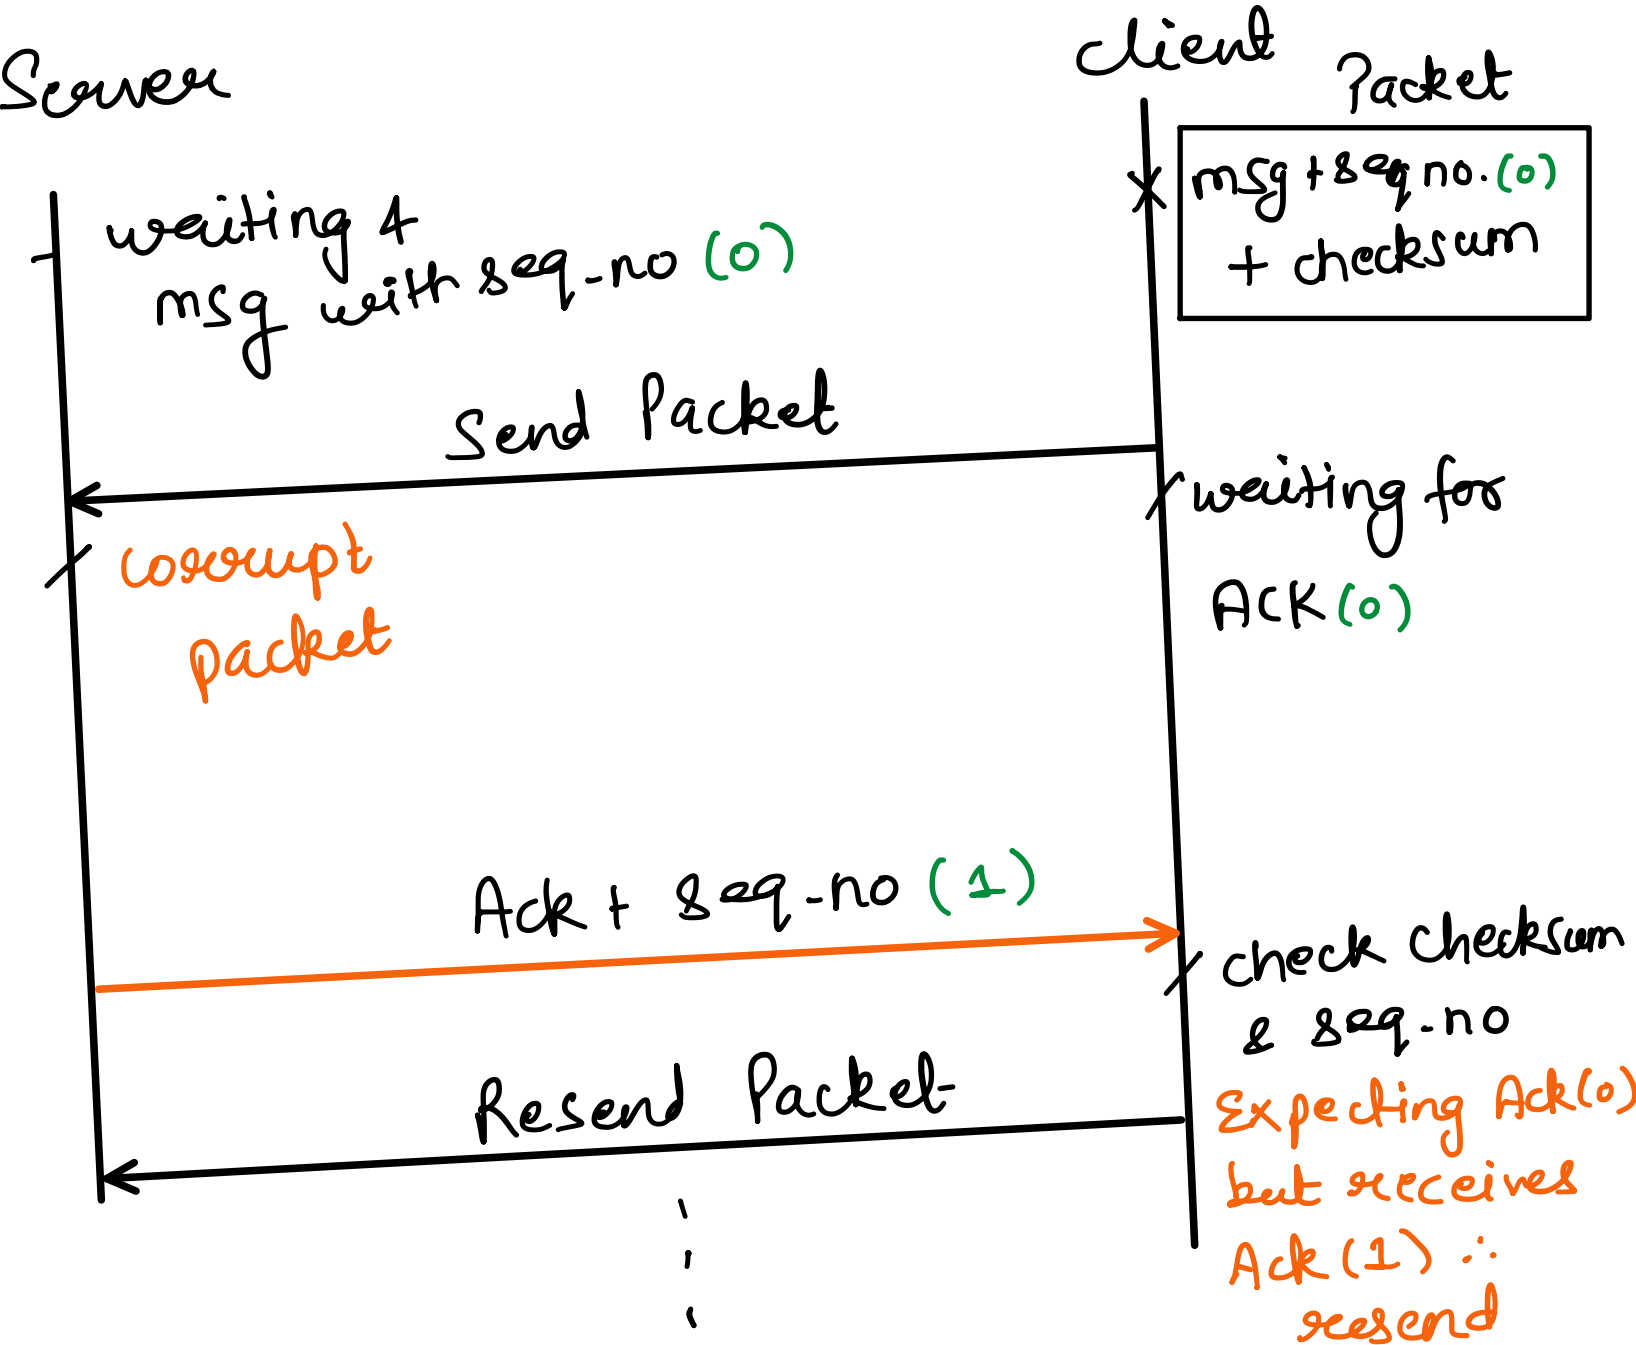 Server
client
Packet
msg + seq no. (0)
+ checksum
waiting 4
msg with seq-no (0)
Send Packet
waiting for
ACK (0)
corrupt
packet
Ack + seq-no (1)
check checksum
& seq-no
Resend Packet
Expecting Ack(0)
but receives
Ack (1) ∴
resend